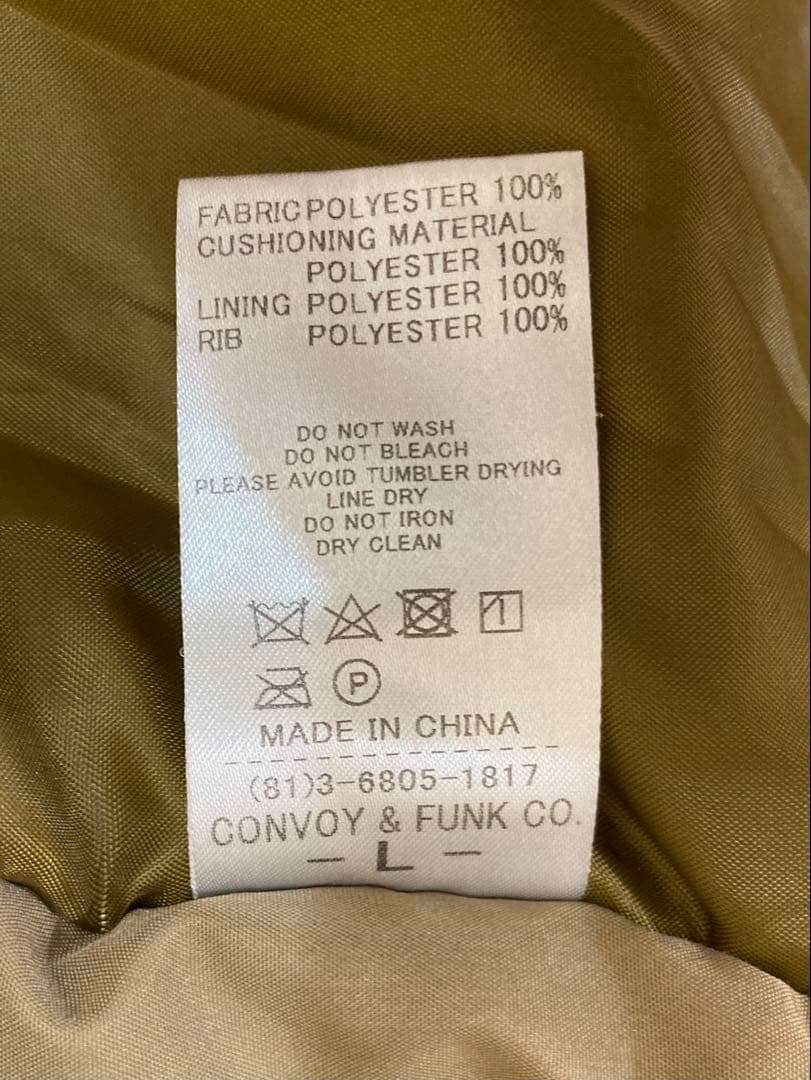 FABRIC POLYESTER 100%
CUSHIONING MATERIAL
POLYESTER 100%
LINING POLYESTER 100%
RIB POLYESTER 100%
DO NOT WASH
DO NOT BLEACH
PLEASE AVOID TUMBLER DRYING
LINE DRY
DO NOT IRON
DRY CLEAN
P
MADE IN CHINA
(81)3-6805-1817
CONVOY & FUNK CO.
- L -